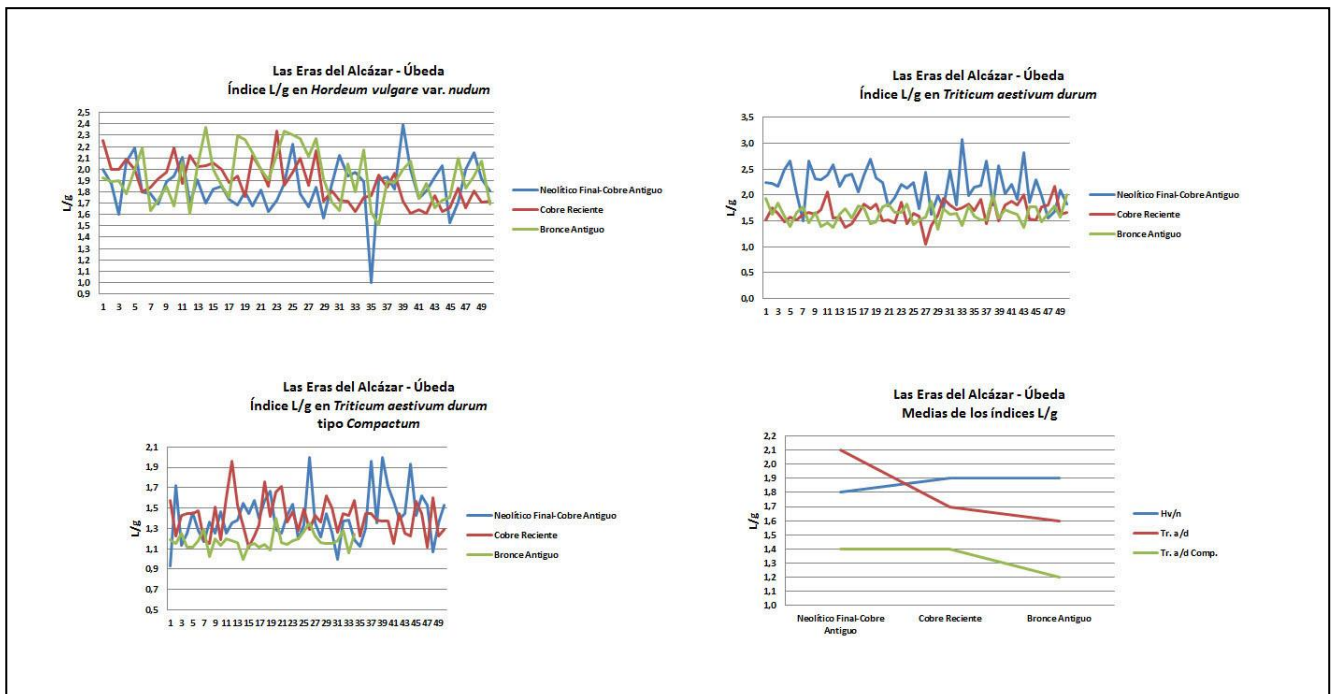 Las Eras del Alcázar - Úbeda
Índice L/g en Hordeum vulgare var. nudum
2,5
2,4
2,3
2,2
2,1
2,0
1,9
1,8
1,7
1,6
1,5
1,4
1,3
1,2
1,1
1,0
0,9
L/g
1 3 5 7 9 11 13 15 17 19 21 23 25 27 29 31 33 35 37 39 41 43 45 47 49
Neolítico Final-Cobre Antiguo
Cobre Reciente
Bronce Antiguo
Las Eras del Alcázar - Úbeda
Índice L/g en Triticum aestivum durum
3,5
3,0
2,5
2,0
1,5
1,0
0,5
0,0
L/g
1 3 5 7 9 11 13 15 17 19 21 23 25 27 29 31 33 35 37 39 41 43 45 47 49
Neolítico Final-Cobre Antiguo
Cobre Reciente
Bronce Antiguo
Las Eras del Alcázar - Úbeda
Índice L/g en Triticum aestivum durum
tipo Compactum
2,1
1,9
1,7
1,5
1,3
1,1
0,9
0,7
0,5
L/g
1 3 5 7 9 11 13 15 17 19 21 23 25 27 29 31 33 35 37 39 41 43 45 47 49
Neolítico Final-Cobre Antiguo
Cobre Reciente
Bronce Antiguo
Las Eras del Alcázar - Úbeda
Medias de los índices L/g
2,2
2,1
2,0
1,9
1,8
1,7
1,6
1,5
1,4
1,3
1,2
1,1
1,0
L/g
Neolítico Final-Cobre
Antiguo
Cobre Reciente
Bronce Antiguo
Hv/n
Tr. a/d
Tr. a/d Comp.